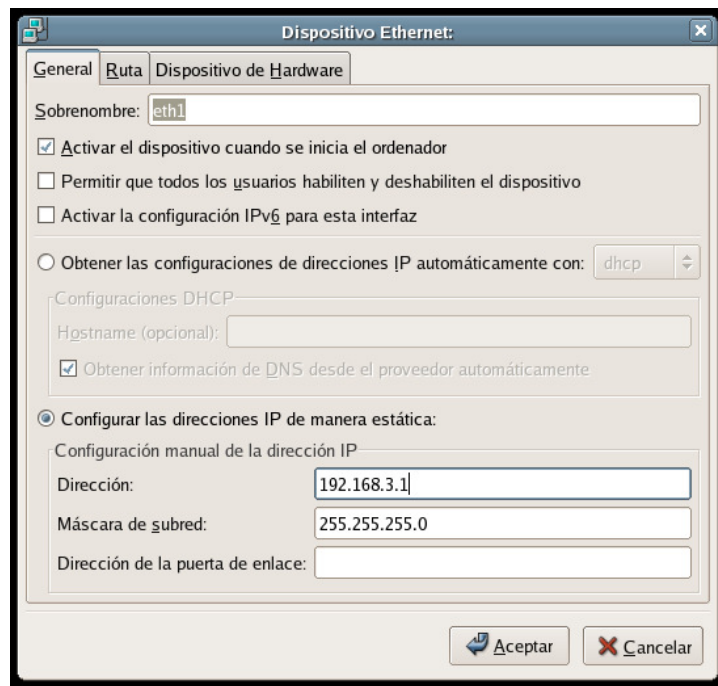 Dispositivo Ethernet:
General Ruta Dispositivo de Hardware
Sobrenombre: eth1
Activar el dispositivo cuando se inicia el ordenador
Permitir que todos los usuarios habiliten y deshabiliten el dispositivo
Activar la configuración IPv6 para esta interfaz
Obtener las configuraciones de direcciones IP automáticamente con: dhcp
Configuraciones DHCP
Hostname (opcional):
Obtener información de DNS desde el proveedor automáticamente
Configurar las direcciones IP de manera estática:
Configuración manual de la dirección IP
Dirección: 192.168.3.1
Máscara de subred: 255.255.255.0
Dirección de la puerta de enlace:
Aceptar Cancelar